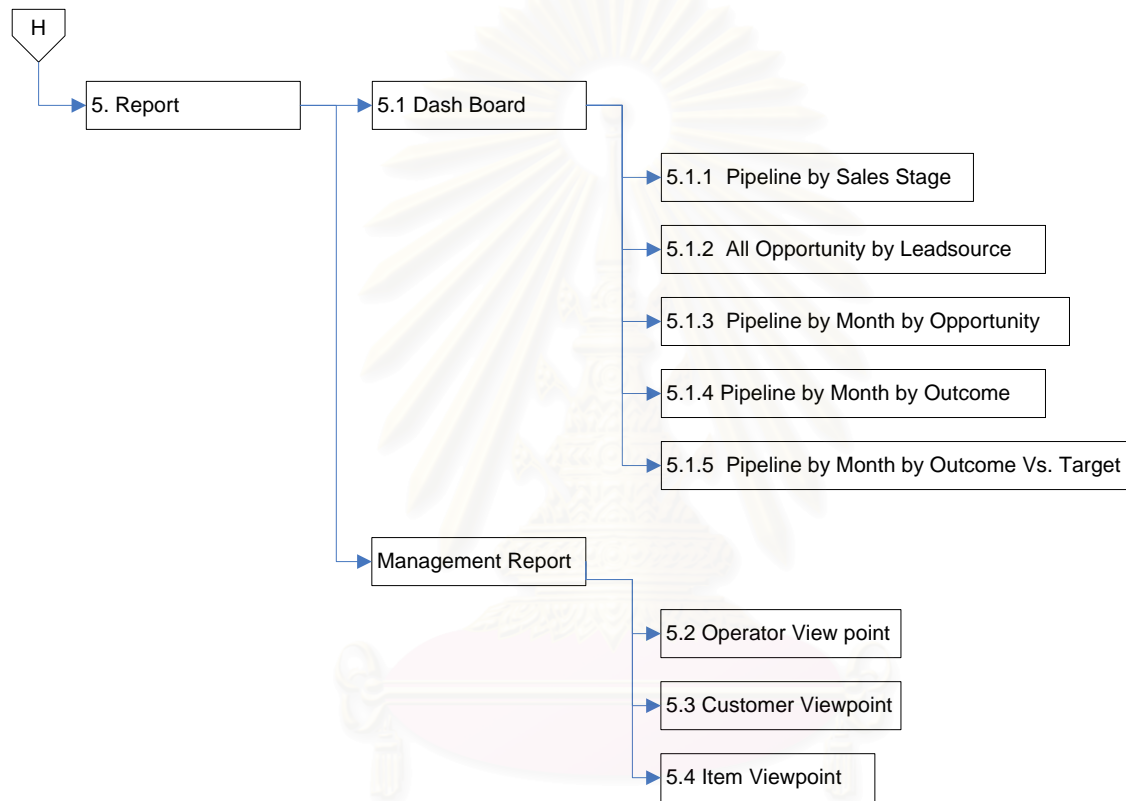 H
5. Report
5.1 Dash Board
5.1.1 Pipeline by Sales Stage
5.1.2 All Opportunity by Leadsource
5.1.3 Pipeline by Month by Opportunity
5.1.4 Pipeline by Month by Outcome
5.1.5 Pipeline by Month by Outcome Vs. Target
Management Report
5.2 Operator View point
5.3 Customer Viewpoint
5.4 Item Viewpoint